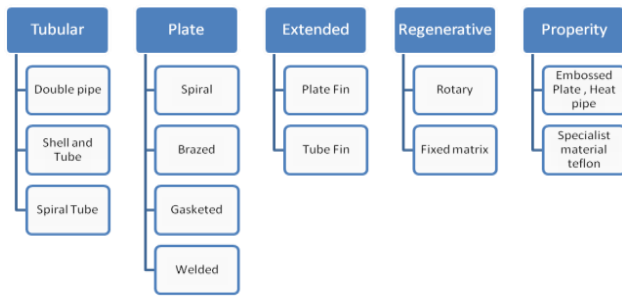 Tubular
Double pipe
Shell and
Tube
Spiral Tube
Plate
Spiral
Brazed
Gasketed
Welded
Extended
Plate Fin
Tube Fin
Regenerative
Rotary
Fixed matrix
Properity
Embossed
Plate , Heat
pipe
Specialist
material
teflon